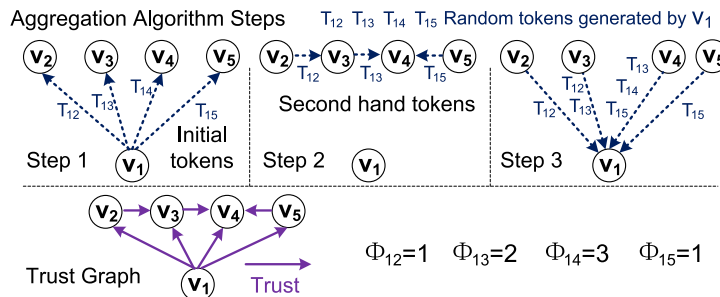 Aggregation Algorithm Steps
T12 T13 T14 T15 Random tokens generated by V1
V2 V3 V4 V5
T12 T13 T14 T15
Initial tokens
Step 1
V1
V2 V3 V4 V5
T12 T13 T15
Second hand tokens
Step 2
V1
V2 V3 V4 V5
T12 T12 T13 T13 T14 T15 T15
Step 3
V1
V2 V3 V4 V5
V1
Trust Graph
Trust
Φ12=1 Φ13=2 Φ14=3 Φ15=1